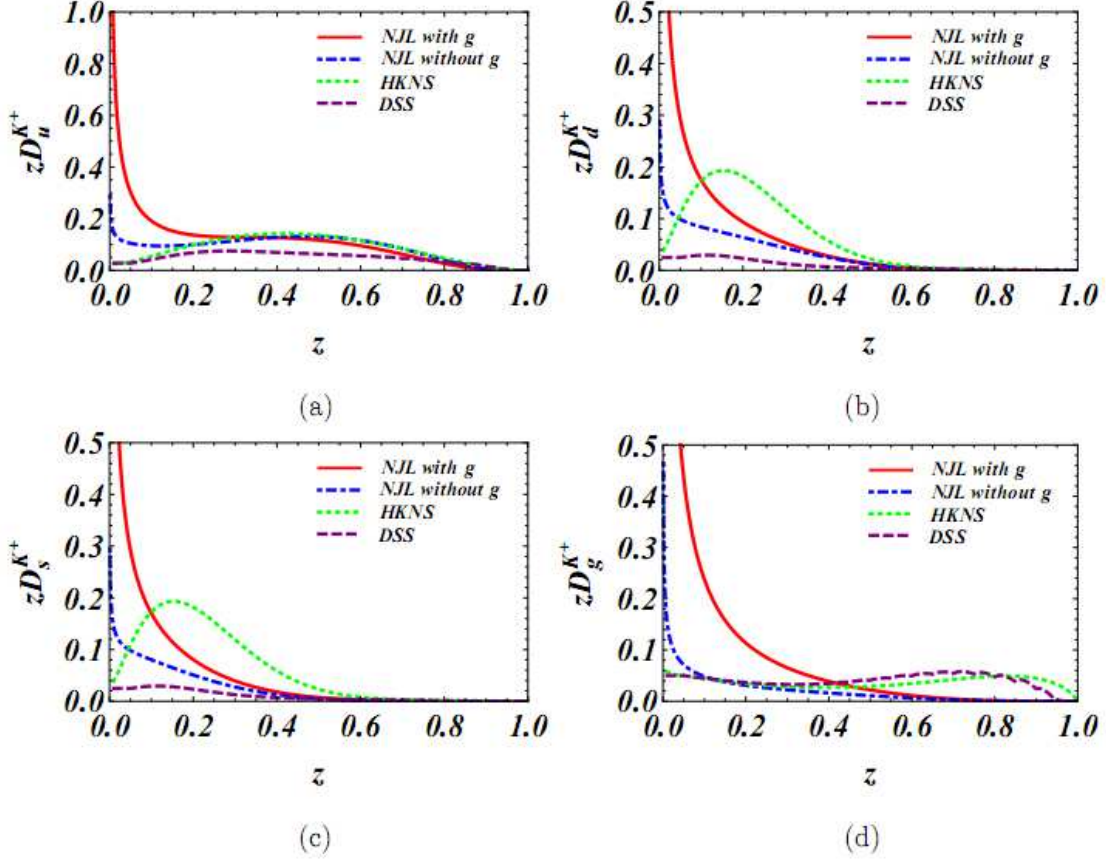 1.0
0.8
0.6
0.4
0.2
0.0
zD_u^{K^+}
NJL with g
NJL without g
HKNS
DSS
0.0 0.2 0.4 0.6 0.8 1.0
z
(a)
0.5
0.4
0.3
0.2
0.1
0.0
zD_d^{K^+}
NJL with g
NJL without g
HKNS
DSS
0.0 0.2 0.4 0.6 0.8 1.0
z
(b)
0.5
0.4
0.3
0.2
0.1
0.0
zD_s^{K^+}
NJL with g
NJL without g
HKNS
DSS
0.0 0.2 0.4 0.6 0.8 1.0
z
(c)
0.5
0.4
0.3
0.2
0.1
0.0
zD_g^{K^+}
NJL with g
NJL without g
HKNS
DSS
0.0 0.2 0.4 0.6 0.8 1.0
z
(d)